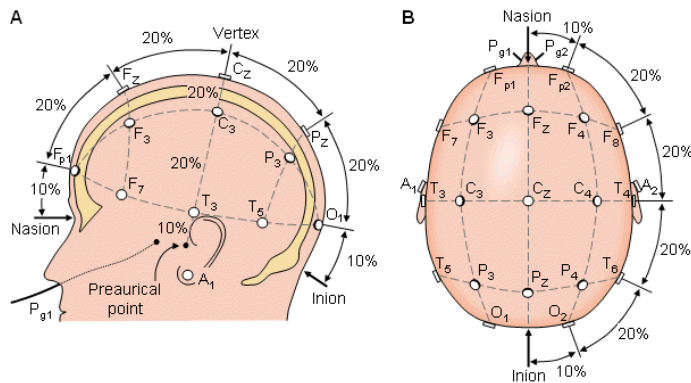 A
Vertex
20%
20%
Fz
Cz
20%
20%
20%
Pz
F3
C3
Fp1
20%
P3
20%
10%
F7
T3
T5
O1
Nasion
10%
10%
A1
Preaurical
point
Inion
Pg1
B
Nasion
10%
Pg1
Pg2
20%
Fp1
Fp2
F7
F3
Fz
F4
F8
20%
A1
T3
C3
Cz
C4
T4
A2
20%
T5
P3
Pz
P4
T6
O1
O2
20%
10%
Inion